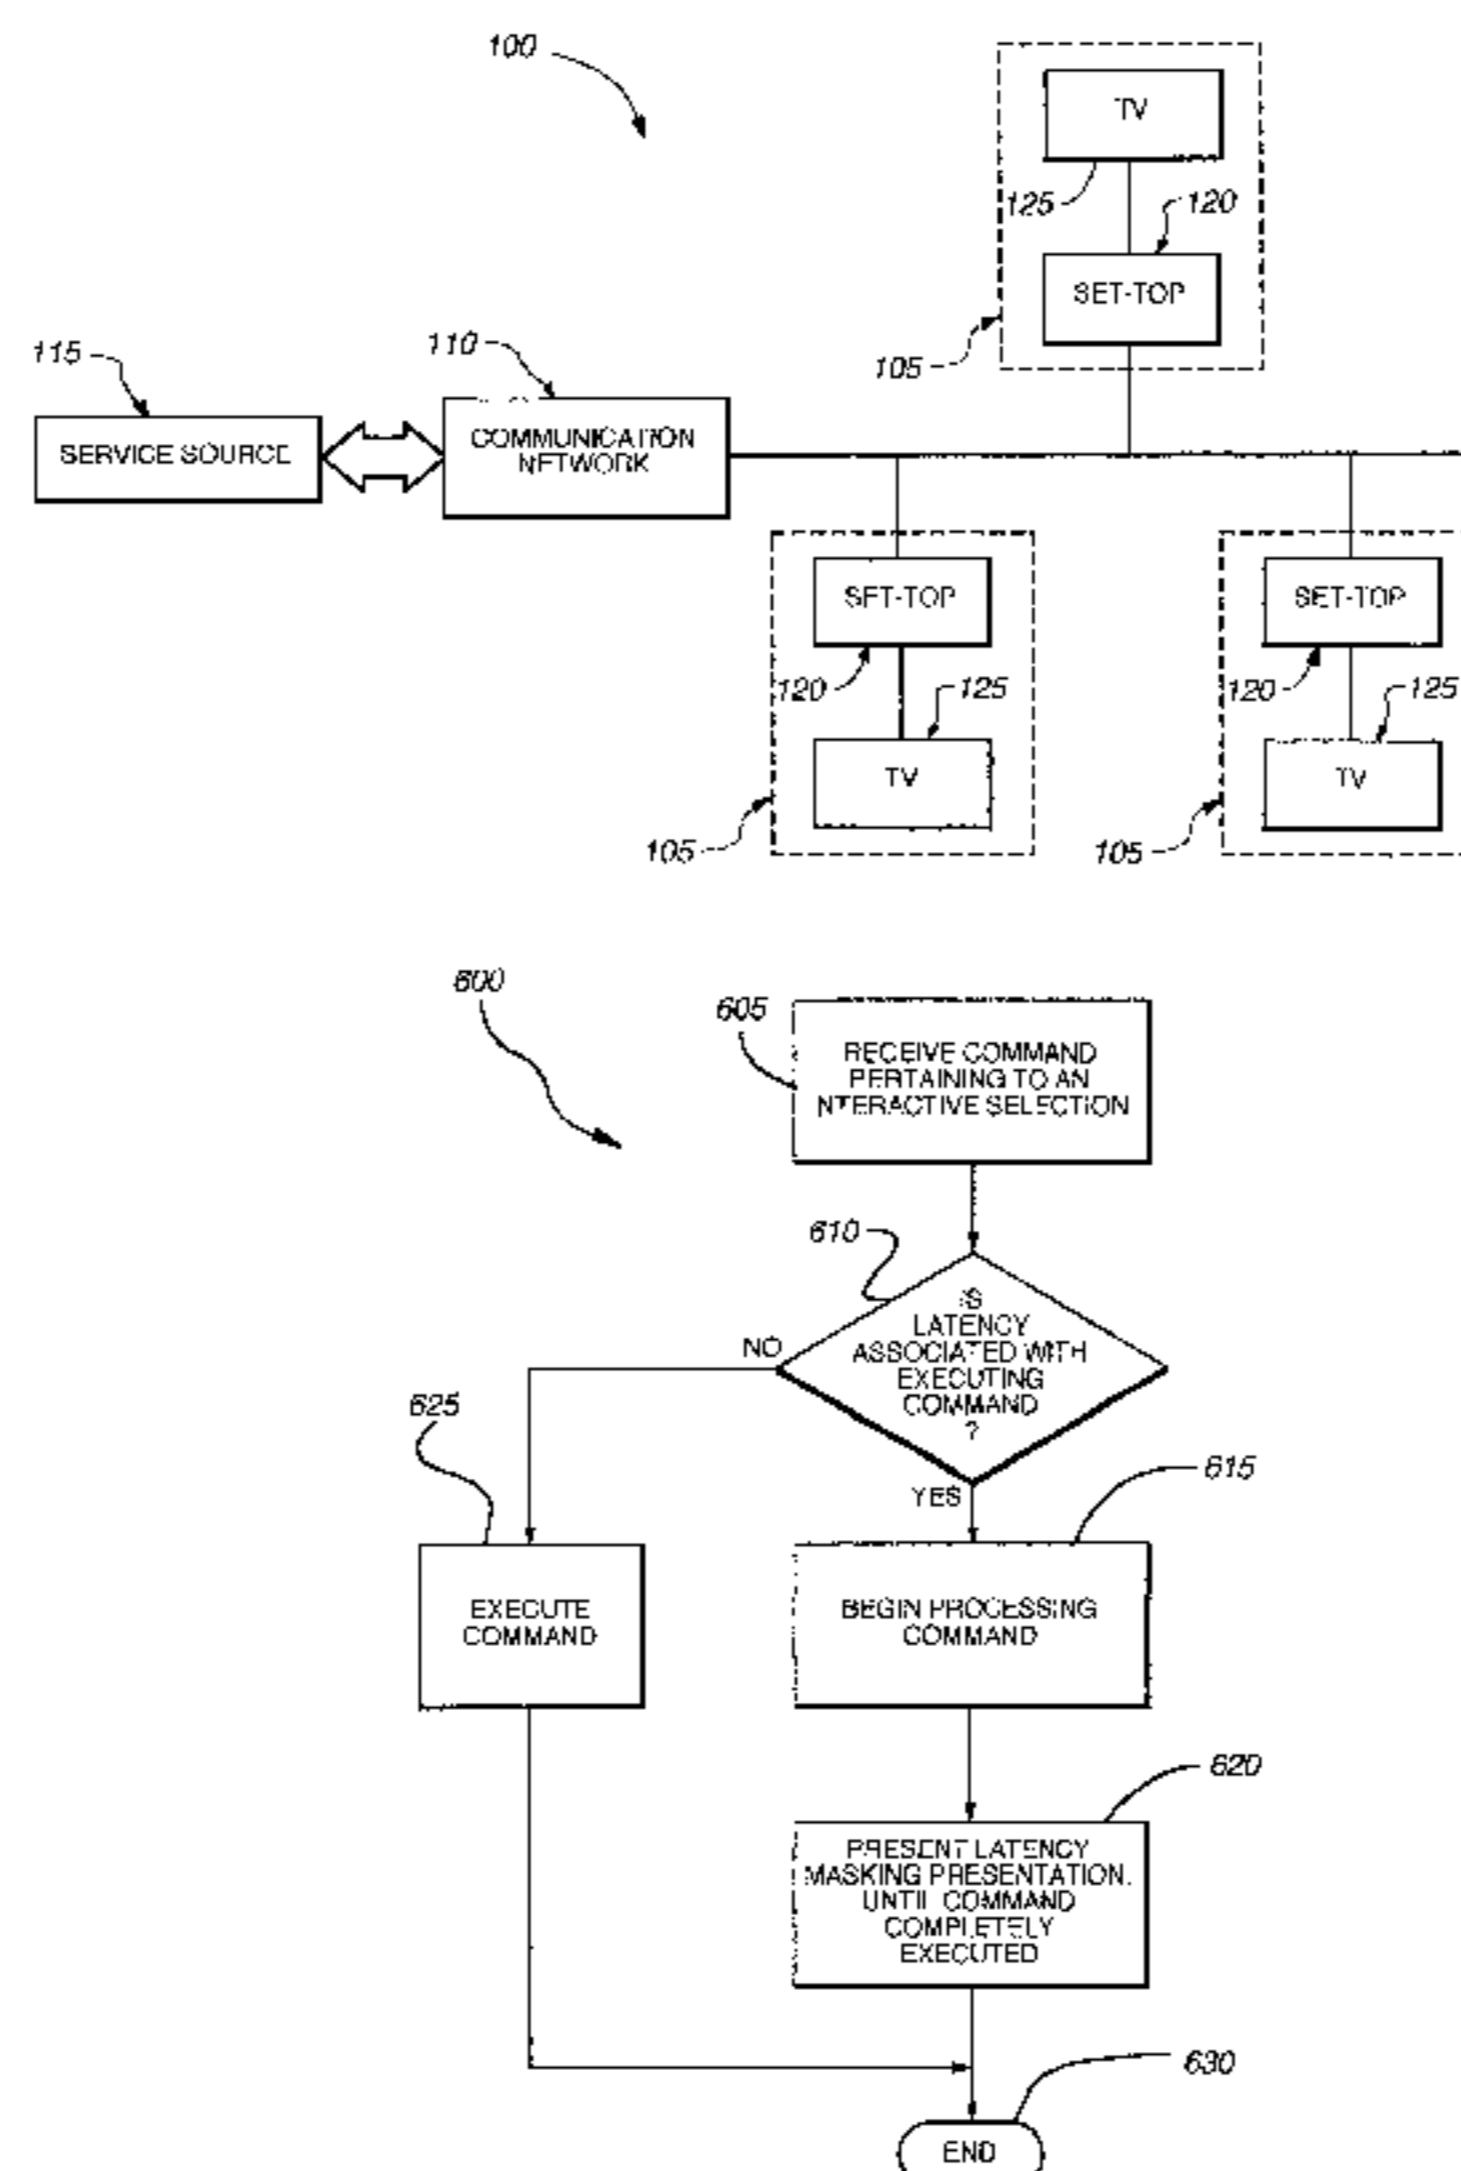 100
TV
125
120
SET-TOP
105
115
110
SERVICE SOURCE
COMMUNICATION
NETWORK
SET-TOP
120
125
TV
105
SET-TOP
120
125
TV
105
600
605
RECEIVE COMMAND
PERTAINING TO AN
INTERACTIVE SELECTION
610
IS
LATENCY
ASSOCIATED WITH
EXECUTING
COMMAND
?
NO
YES
625
615
EXECUTE
COMMAND
BEGIN PROCESSING
COMMAND
620
PRESENT LATENCY
MASKING PRESENTATION,
UNTIL COMMAND
COMPLETELY
EXECUTED
630
END